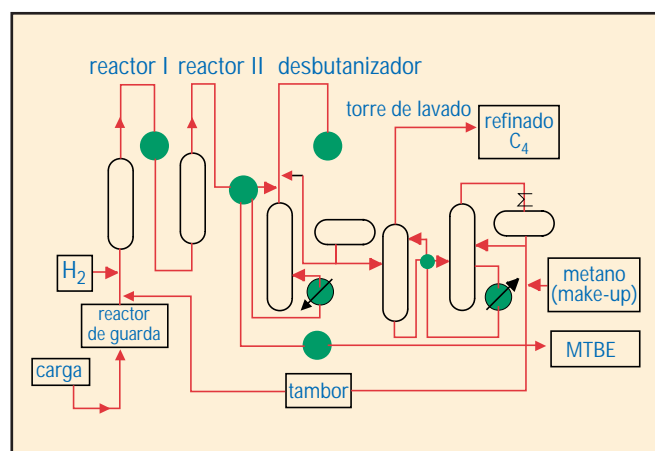 reactor I reactor II desbutanizador
torre de lavado
refinado
C₄
H₂
reactor
de guarda
metano
(make-up)
carga
MTBE
tambor